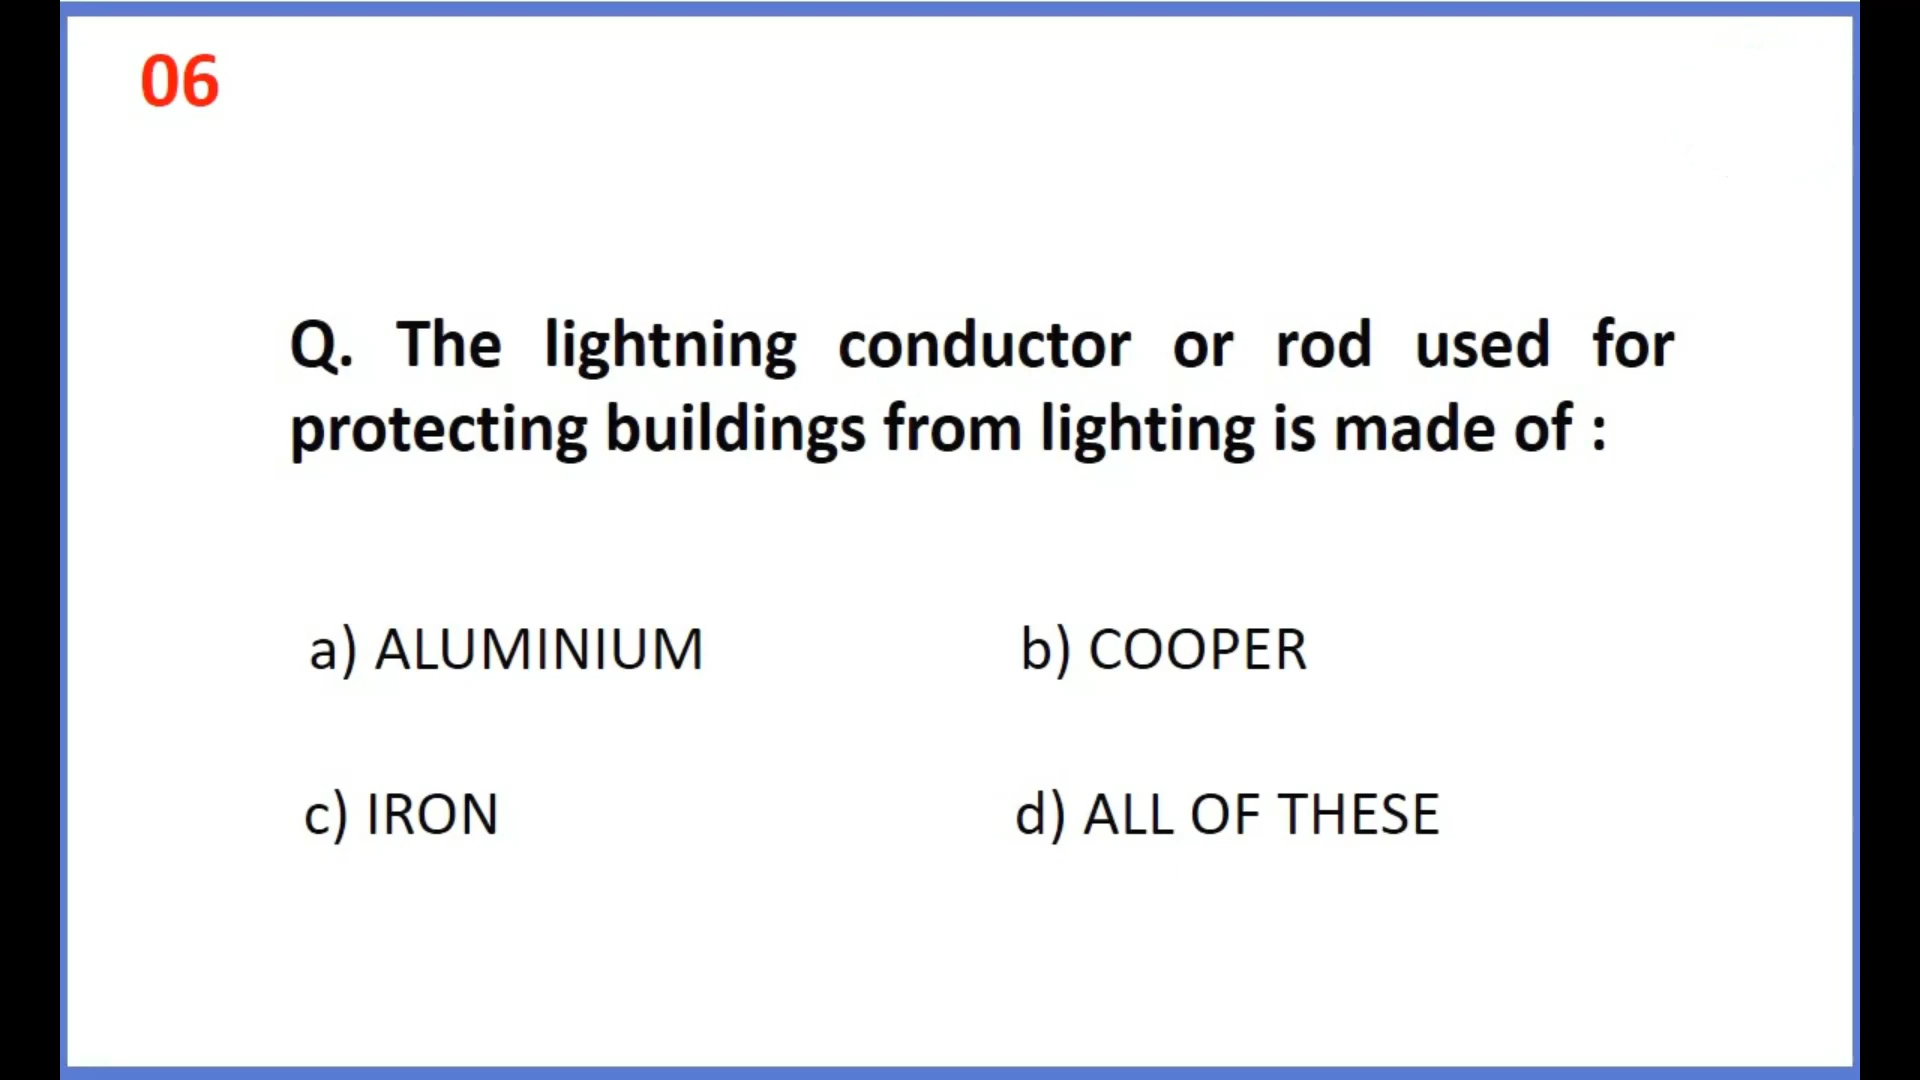 06
Q. The lightning conductor or rod used for
protecting buildings from lighting is made of :
a) ALUMINIUM
b) COOPER
c) IRON
d) ALL OF THESE